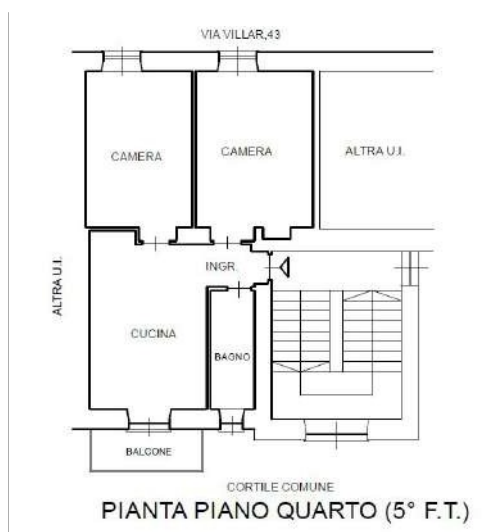 VIA VILLAR,43
CAMERA
CAMERA
ALTRA U.I.
INGR.
ALTRA U.I.
CUCINA
BAGNO
BALCONE
CORTILE COMUNE
PIANTA PIANO QUARTO (5° F.T.)